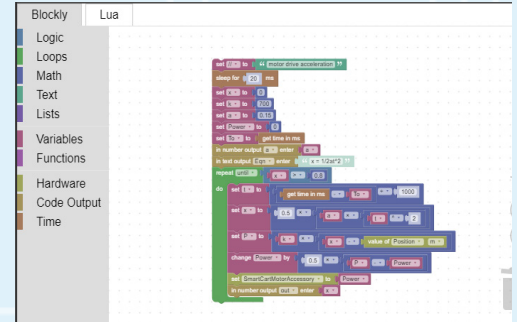 Blockly Lua
Logic
Loops
Math
Text
Lists
Variables
Functions
Hardware
Code Output
Time
set // to “ motor drive acceleration ”
sleep for 20 ms
set to 0
set k to 700
set a to 0.15
set Power to 0
set To to get time in ms
in number output a enter a
in text output Eqn enter “ x = 1/2at^2 ”
repeat until x 0.8
do set t to get time in ms - To ÷ 1000
set x to 0.5 × a × t ^ 2
set P to k × x - value of Position m
change Power by 0.5 × P - Power
set SmartCartMotorAccessory to Power
in number output out enter x